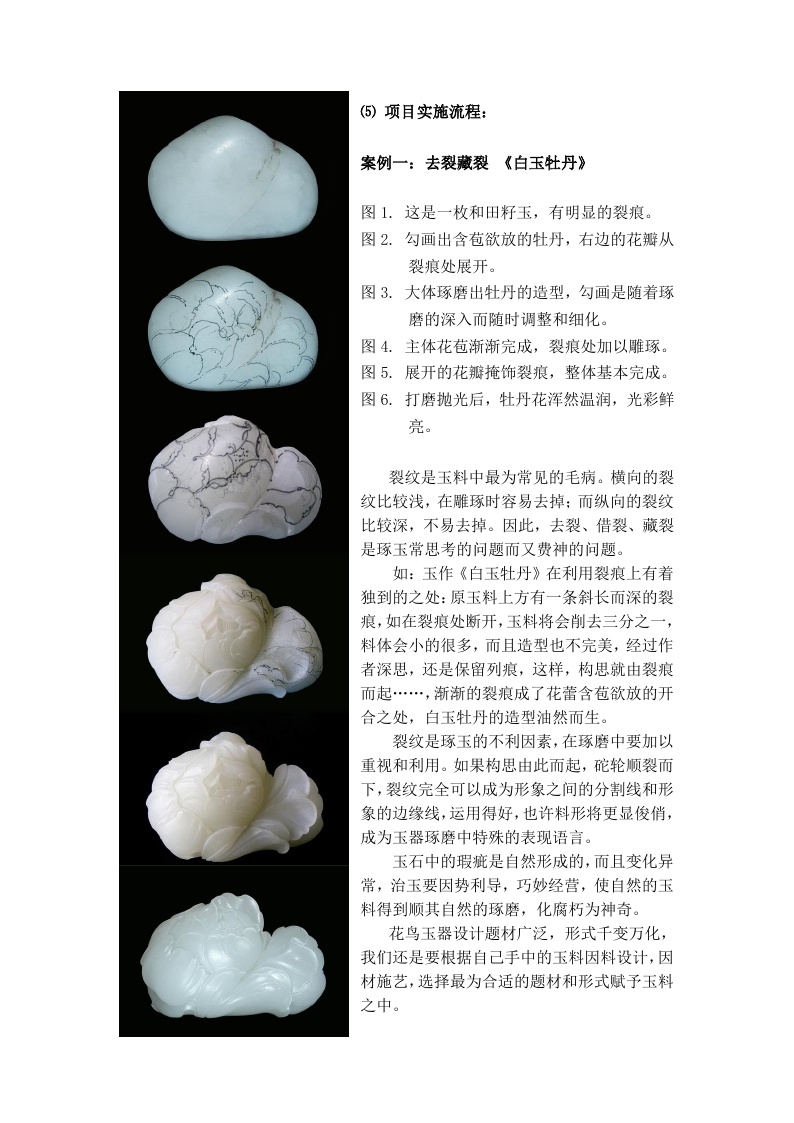 ⑸ 项目实施流程：
案例一：去裂藏裂 《白玉牡丹》
图 1. 这是一枚和田籽玉，有明显的裂痕。
图 2. 勾画出含苞欲放的牡丹，右边的花瓣从
裂痕处展开。
图 3. 大体琢磨出牡丹的造型，勾画是随着琢
磨的深入而随时调整和细化。
图 4. 主体花苞渐渐完成，裂痕处加以雕琢。
图 5. 展开的花瓣掩饰裂痕，整体基本完成。
图 6. 打磨抛光后，牡丹花浑然温润，光彩鲜
亮。
裂纹是玉料中最为常见的毛病。横向的裂
纹比较浅，在雕琢时容易去掉；而纵向的裂纹
比较深，不易去掉。因此，去裂、借裂、藏裂
是琢玉常思考的问题而又费神的问题。
如：玉作《白玉牡丹》在利用裂痕上有着
独到的之处：原玉料上方有一条斜长而深的裂
痕，如在裂痕处断开，玉料将会削去三分之一，
料体会小的很多，而且造型也不完美，经过作
者深思，还是保留列痕，这样，构思就由裂痕
而起……，渐渐的裂痕成了花蕾含苞欲放的开
合之处，白玉牡丹的造型油然而生。
裂纹是琢玉的不利因素，在琢磨中要加以
重视和利用。如果构思由此而起，砣轮顺裂而
下，裂纹完全可以成为形象之间的分割线和形
象的边缘线，运用得好，也许料形将更显俊俏，
成为玉器琢磨中特殊的表现语言。
玉石中的瑕疵是自然形成的，而且变化异
常，治玉要因势利导，巧妙经营，使自然的玉
料得到顺其自然的琢磨，化腐朽为神奇。
花鸟玉器设计题材广泛，形式千变万化，
我们还是要根据自己手中的玉料因料设计，因
材施艺，选择最为合适的题材和形式赋予玉料
之中。